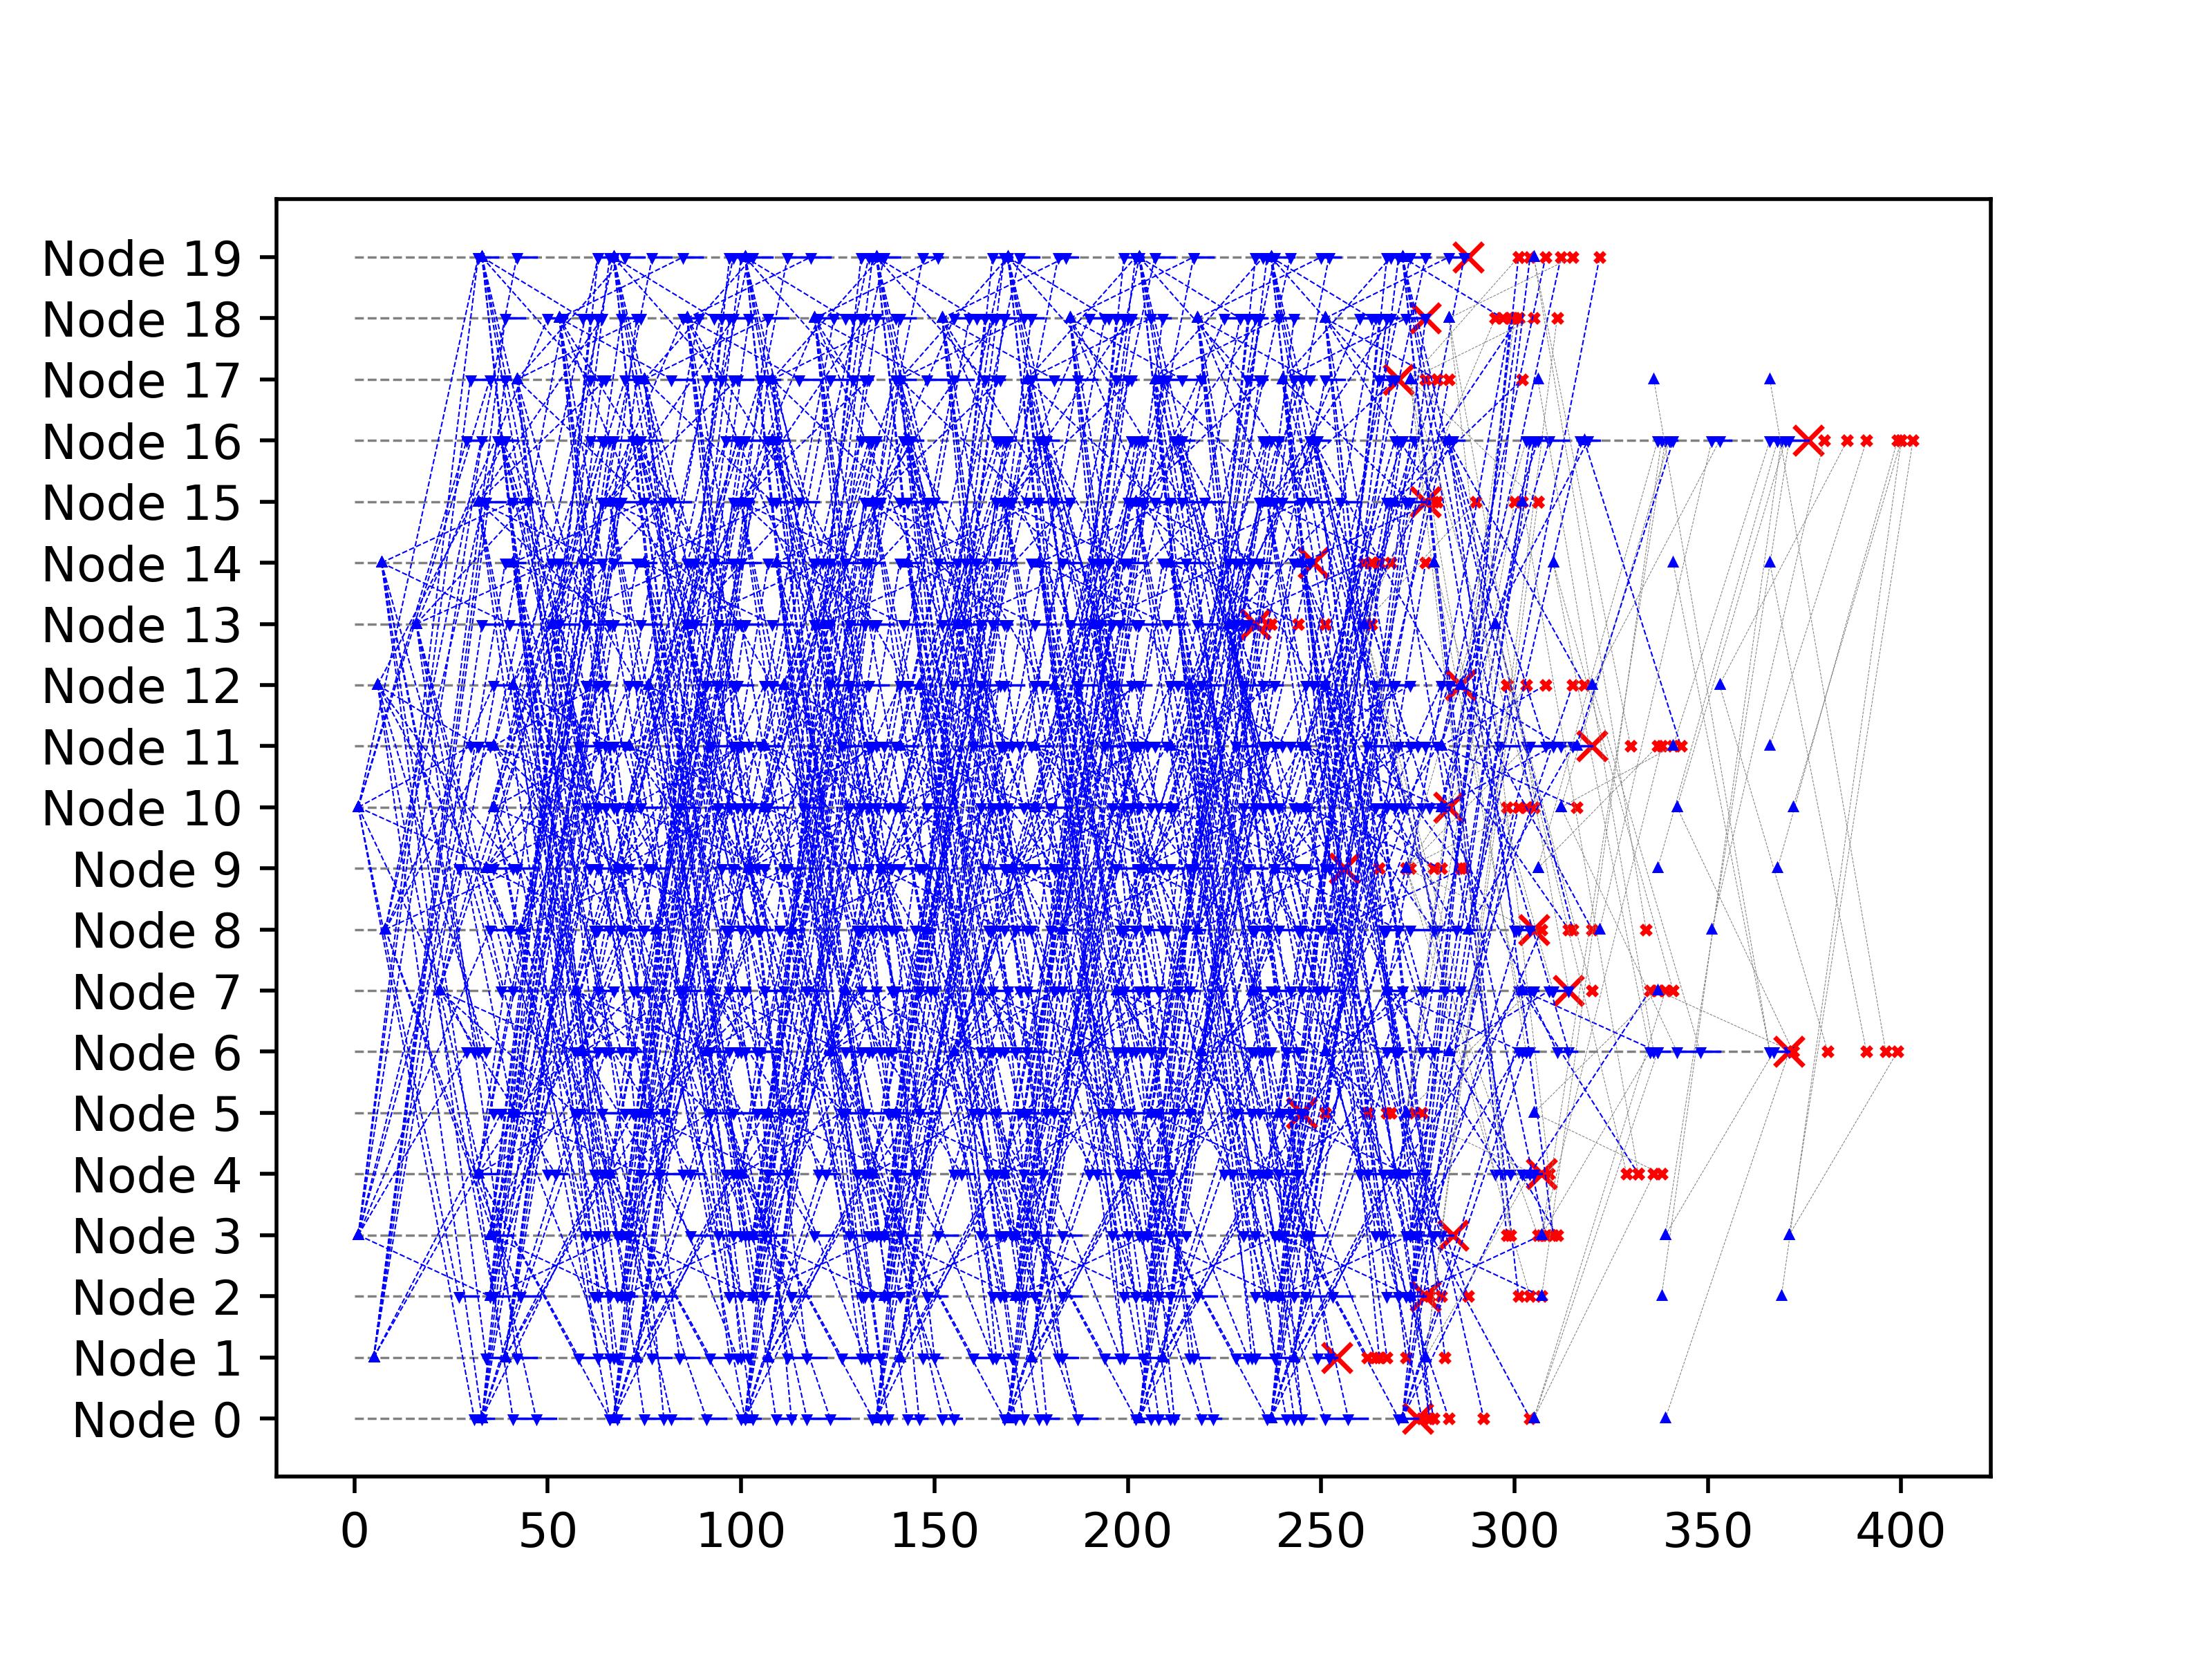 Node 19
Node 18
Node 17
Node 16
Node 15
Node 14
Node 13
Node 12
Node 11
Node 10
Node 9
Node 8
Node 7
Node 6
Node 5
Node 4
Node 3
Node 2
Node 1
Node 0
0 50 100 150 200 250 300 350 400